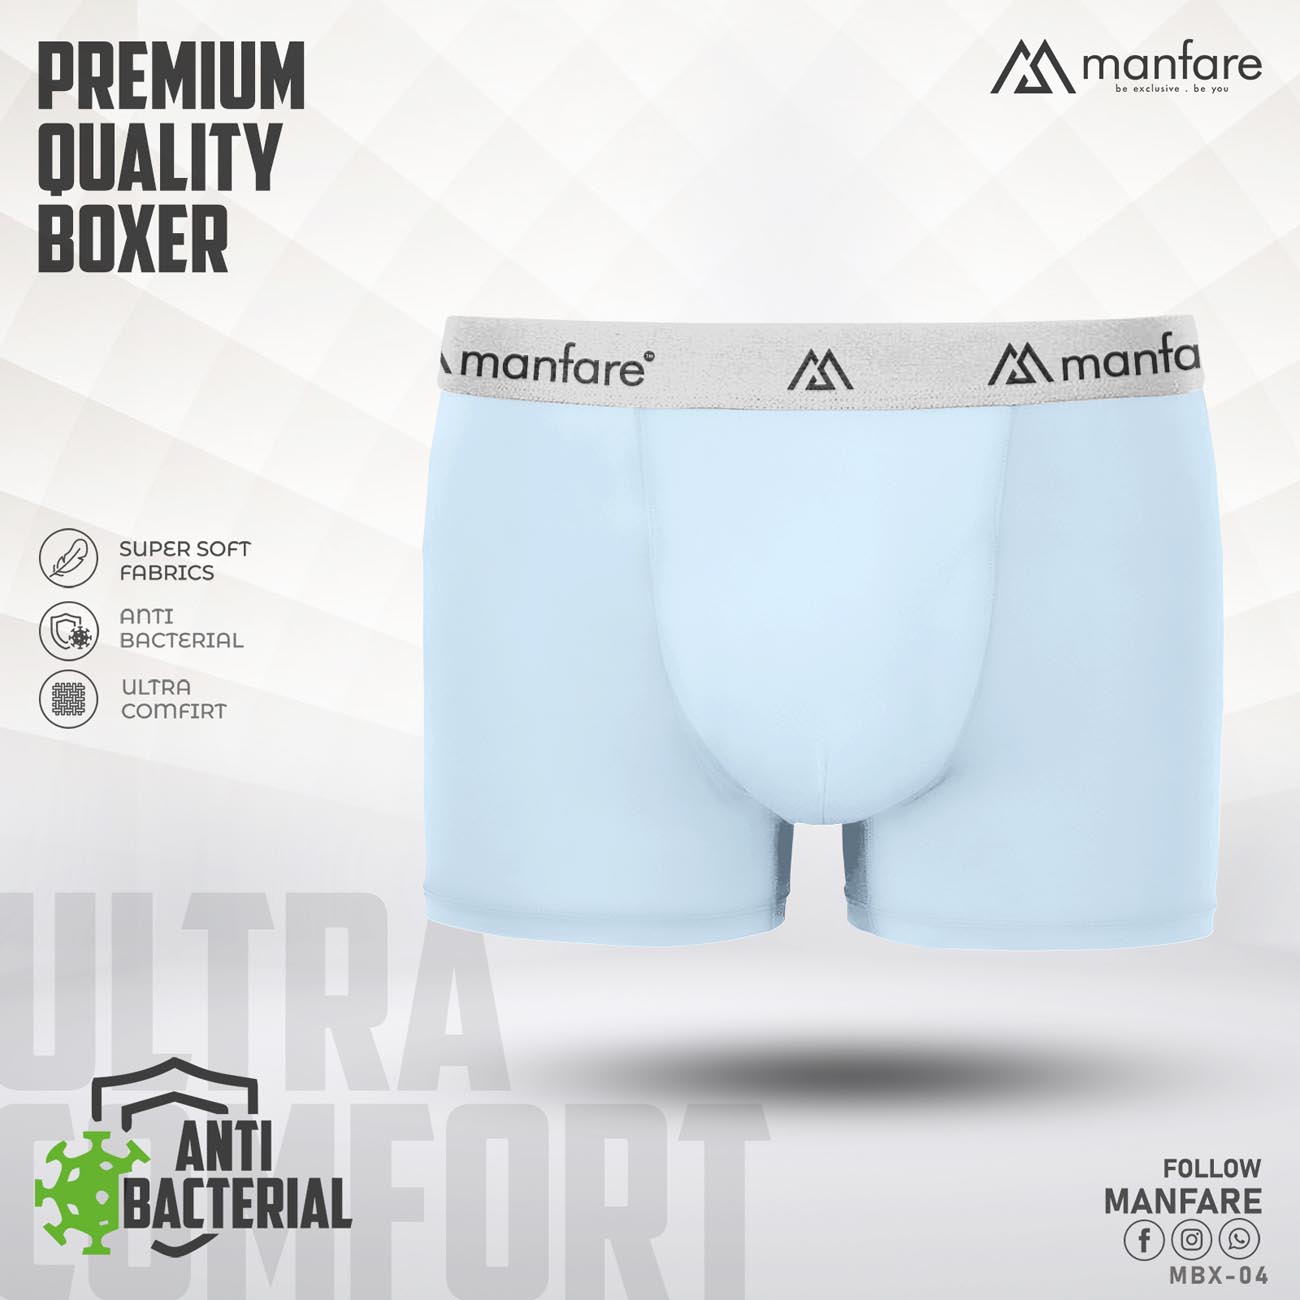 PREMIUM
QUALITY
BOXER
manfare
be exclusive . be you
manfare™
manfa
SUPER SOFT
FABRICS
ANTI
BACTERIAL
ULTRA
COMFIRT
ULTRA
COMFORT
ANTI
BACTERIAL
FOLLOW
MANFARE
MBX-04